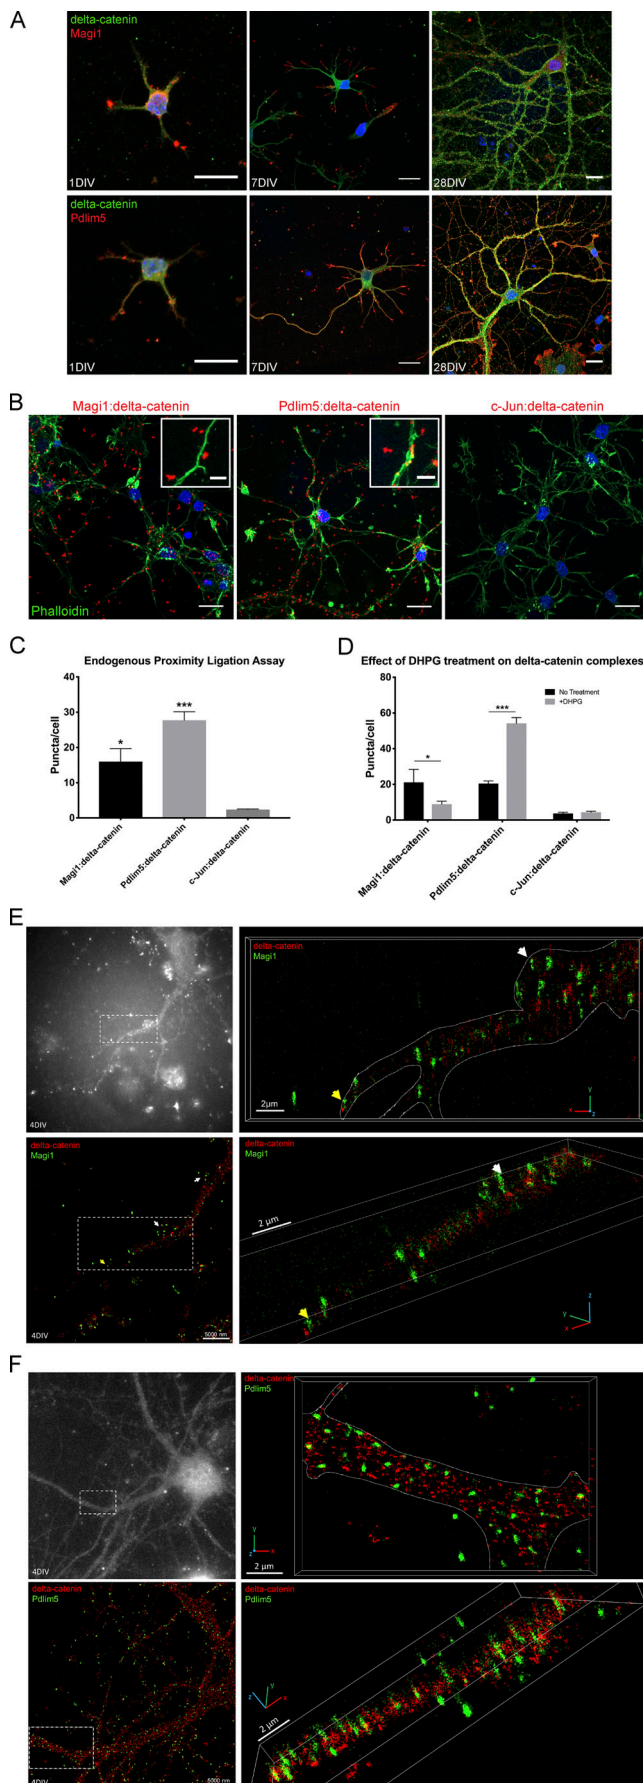 A
delta-catenin
Magi1
1DIV
7DIV
28DIV
delta-catenin
Pdlim5
1DIV
7DIV
28DIV
B
Magi1:delta-catenin
Pdlim5:delta-catenin
c-Jun:delta-catenin
Phalloidin
C
Endogenous Proximity Ligation Assay
Puncta/cell
40
30
20
10
0
*
***
Magi1:delta-catenin
Pdlim5:delta-catenin
c-Jun:delta-catenin
D
Effect of DHPG treatment on delta-catenin complexes
Puncta/cell
80
60
40
20
0
No Treatment
+DHPG
*
***
Magi1:delta-catenin
Pdlim5:delta-catenin
c-Jun:delta-catenin
E
4DIV
delta-catenin
Magi1
2µm
y
x
z
delta-catenin
Magi1
4DIV
5000 nm
delta-catenin
Magi1
2 µm
z
y
x
F
4DIV
delta-catenin
Pdlim5
y
z
x
2 µm
delta-catenin
Pdlim5
4DIV
5000 nm
delta-catenin
Pdlim5
z
y
x
2 µm